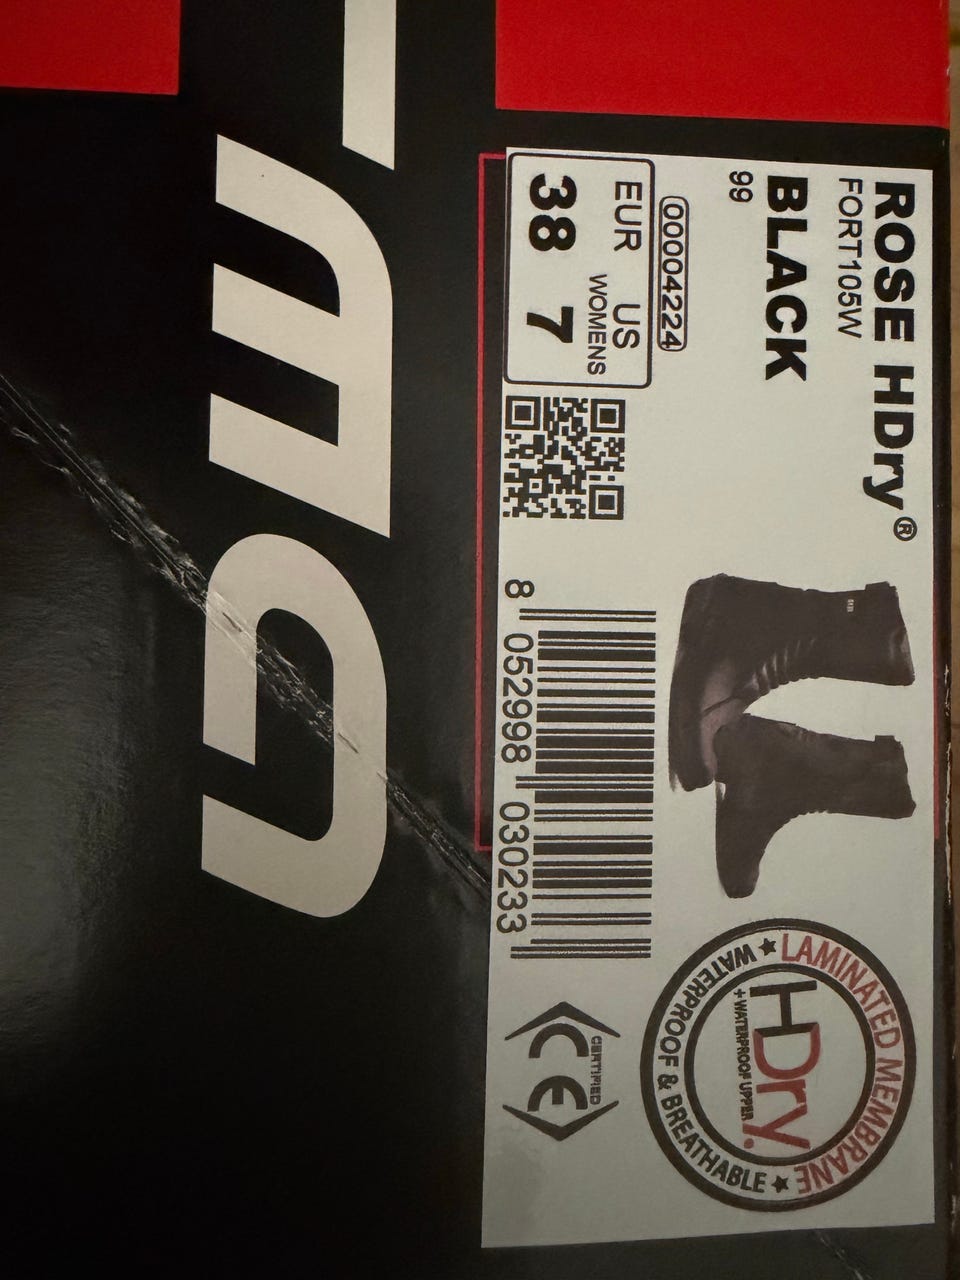 ROSE HDry®
FORT105W
BLACK
99
00004224
EUR
US
WOMENS
38
7
8 052998 030233
LAMINATED MEMBRANE
★ WATERPROOF & BREATHABLE ★
HDry.
+ WATERPROOF UPPER
CERTIFIED
CE